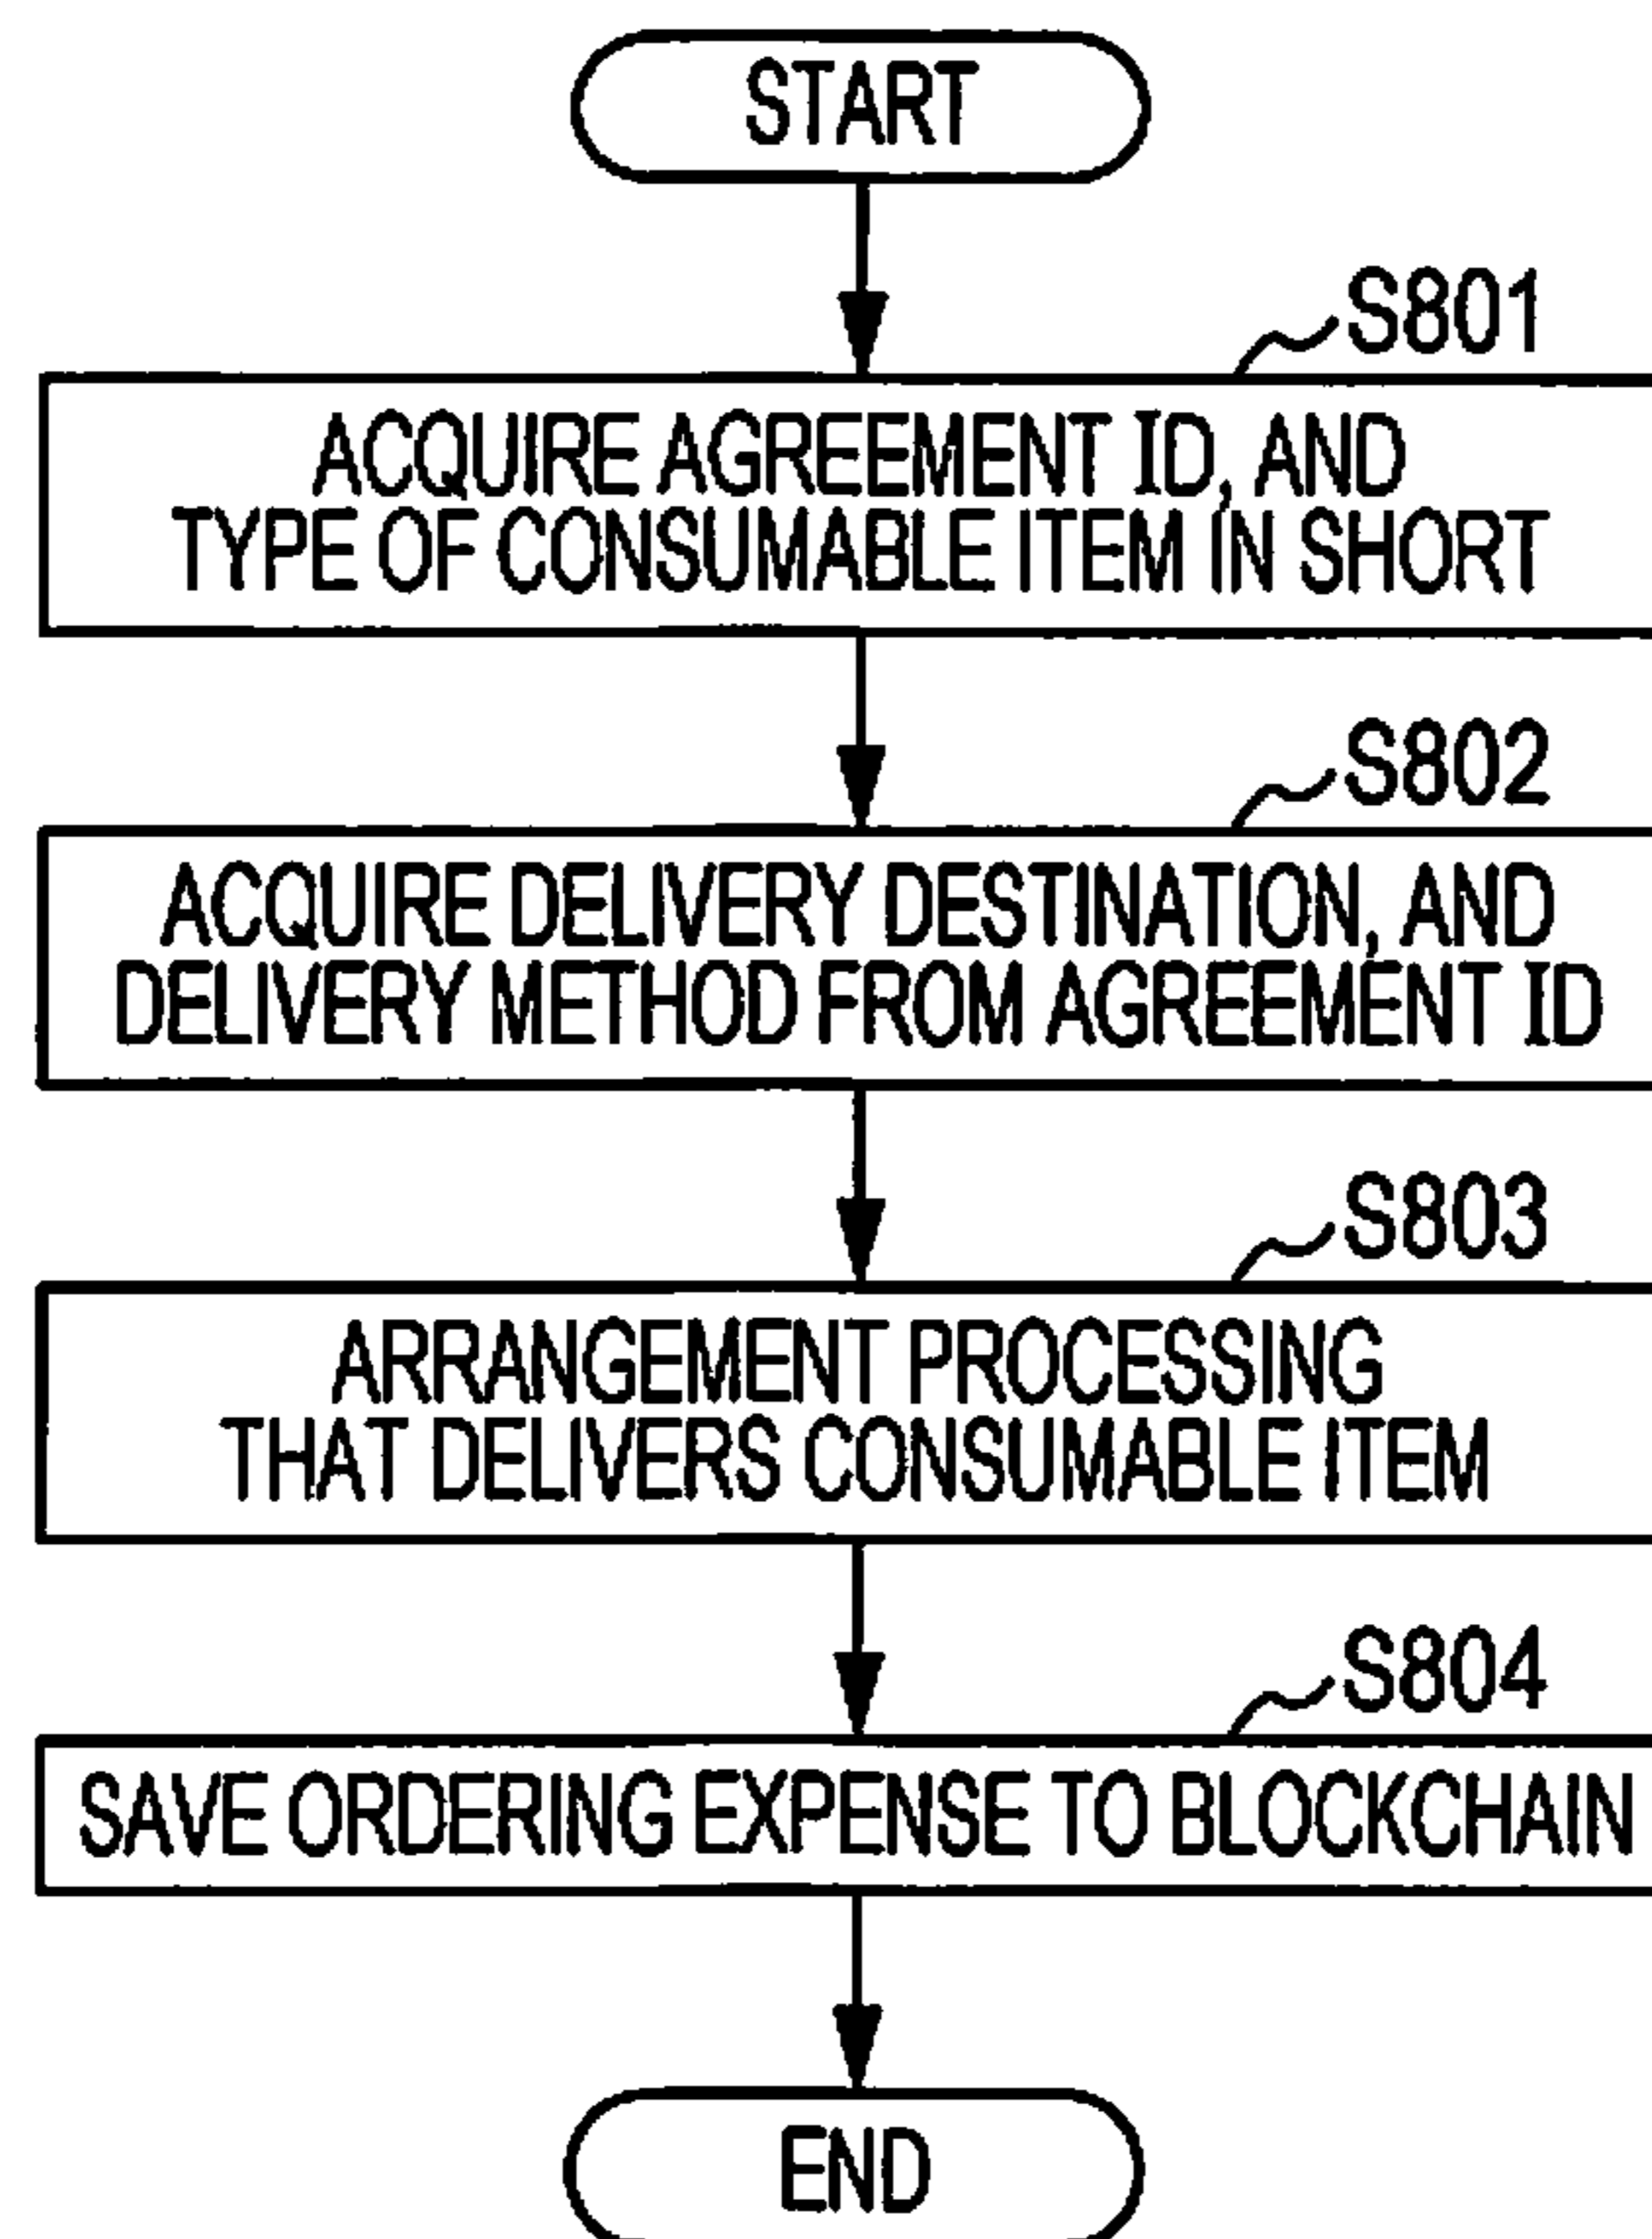 START
S801
ACQUIRE AGREEMENT ID, AND
TYPE OF CONSUMABLE ITEM IN SHORT
S802
ACQUIRE DELIVERY DESTINATION, AND
DELIVERY METHOD FROM AGREEMENT ID
S803
ARRANGEMENT PROCESSING
THAT DELIVERS CONSUMABLE ITEM
S804
SAVE ORDERING EXPENSE TO BLOCKCHAIN
END